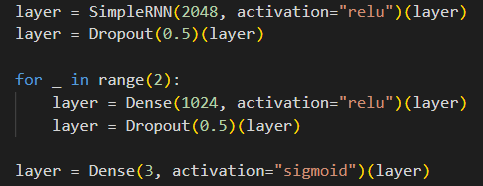 layer = SimpleRNN(2048, activation="relu")(layer)
layer = Dropout(0.5)(layer)

for _ in range(2):
    layer = Dense(1024, activation="relu")(layer)
    layer = Dropout(0.5)(layer)

layer = Dense(3, activation="sigmoid")(layer)